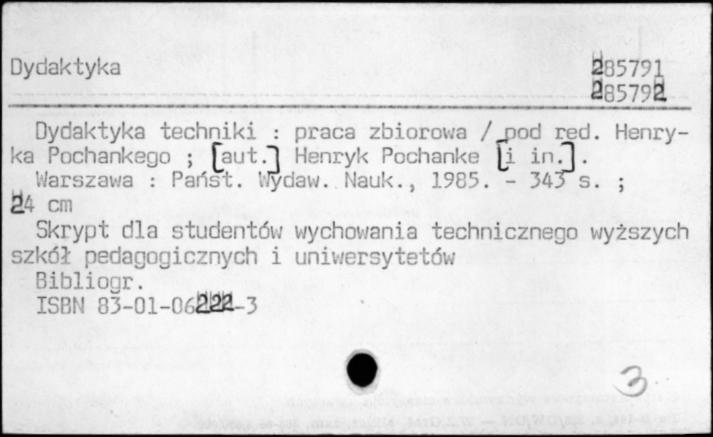 Dydaktyka 285791
285792
Dydaktyka techniki : praca zbiorowa / pod red. Henry-
ka Pochankego ; [aut.] Henryk Pochanke [i in.].
Warszawa : Państ. Wydaw. Nauk., 1985. - 343 s. ;
24 cm
Skrypt dla studentów wychowania technicznego wyższych
szkół pedagogicznych i uniwersytetów
Bibliogr.
ISBN 83-01-06222-3
3